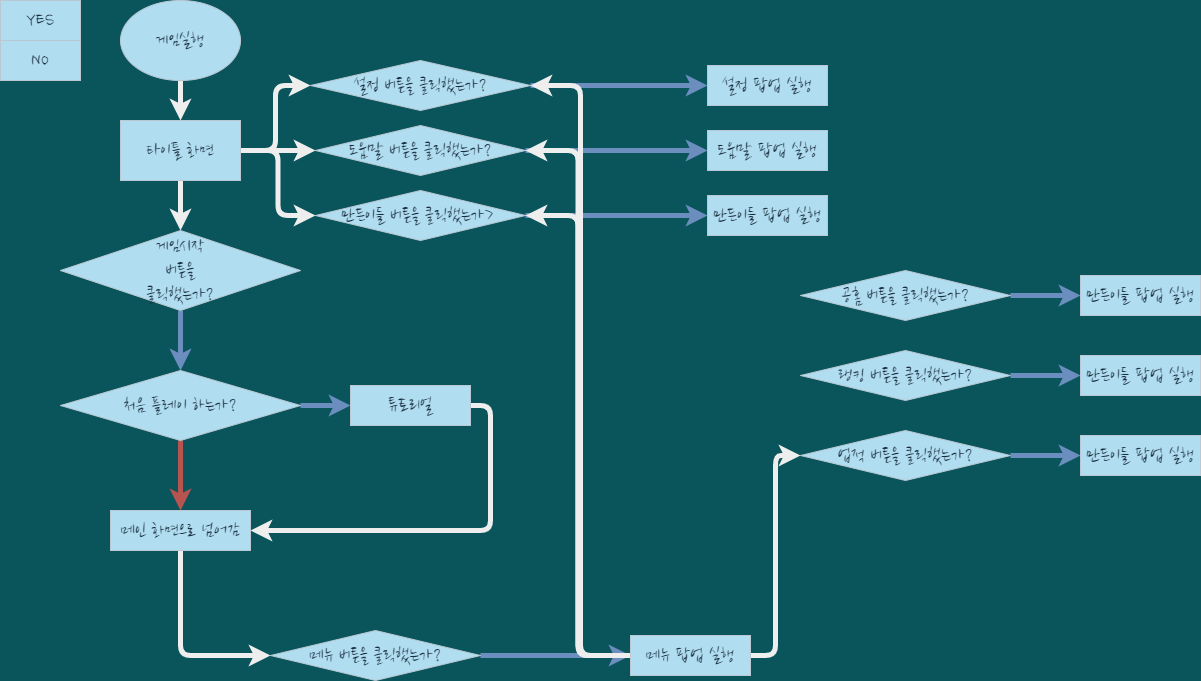 YES
NO
게임실행
타이틀 화면
설정 버튼을 클릭했는가?
설정 팝업 실행
도움말 버튼을 클릭했는가?
도움말 팝업 실행
만든이들 버튼을 클릭했는가>
만든이들 팝업 실행
게임시작
버튼을
클릭했는가?
공홈 버튼을 클릭했는가?
만든이들 팝업 실행
랭킹 버튼을 클릭했는가?
만든이들 팝업 실행
처음 플레이 하는가?
튜토리얼
업적 버튼을 클릭했는가?
만든이들 팝업 실행
메인 화면으로 넘어감
메뉴 버튼을 클릭했는가?
메뉴 팝업 실행